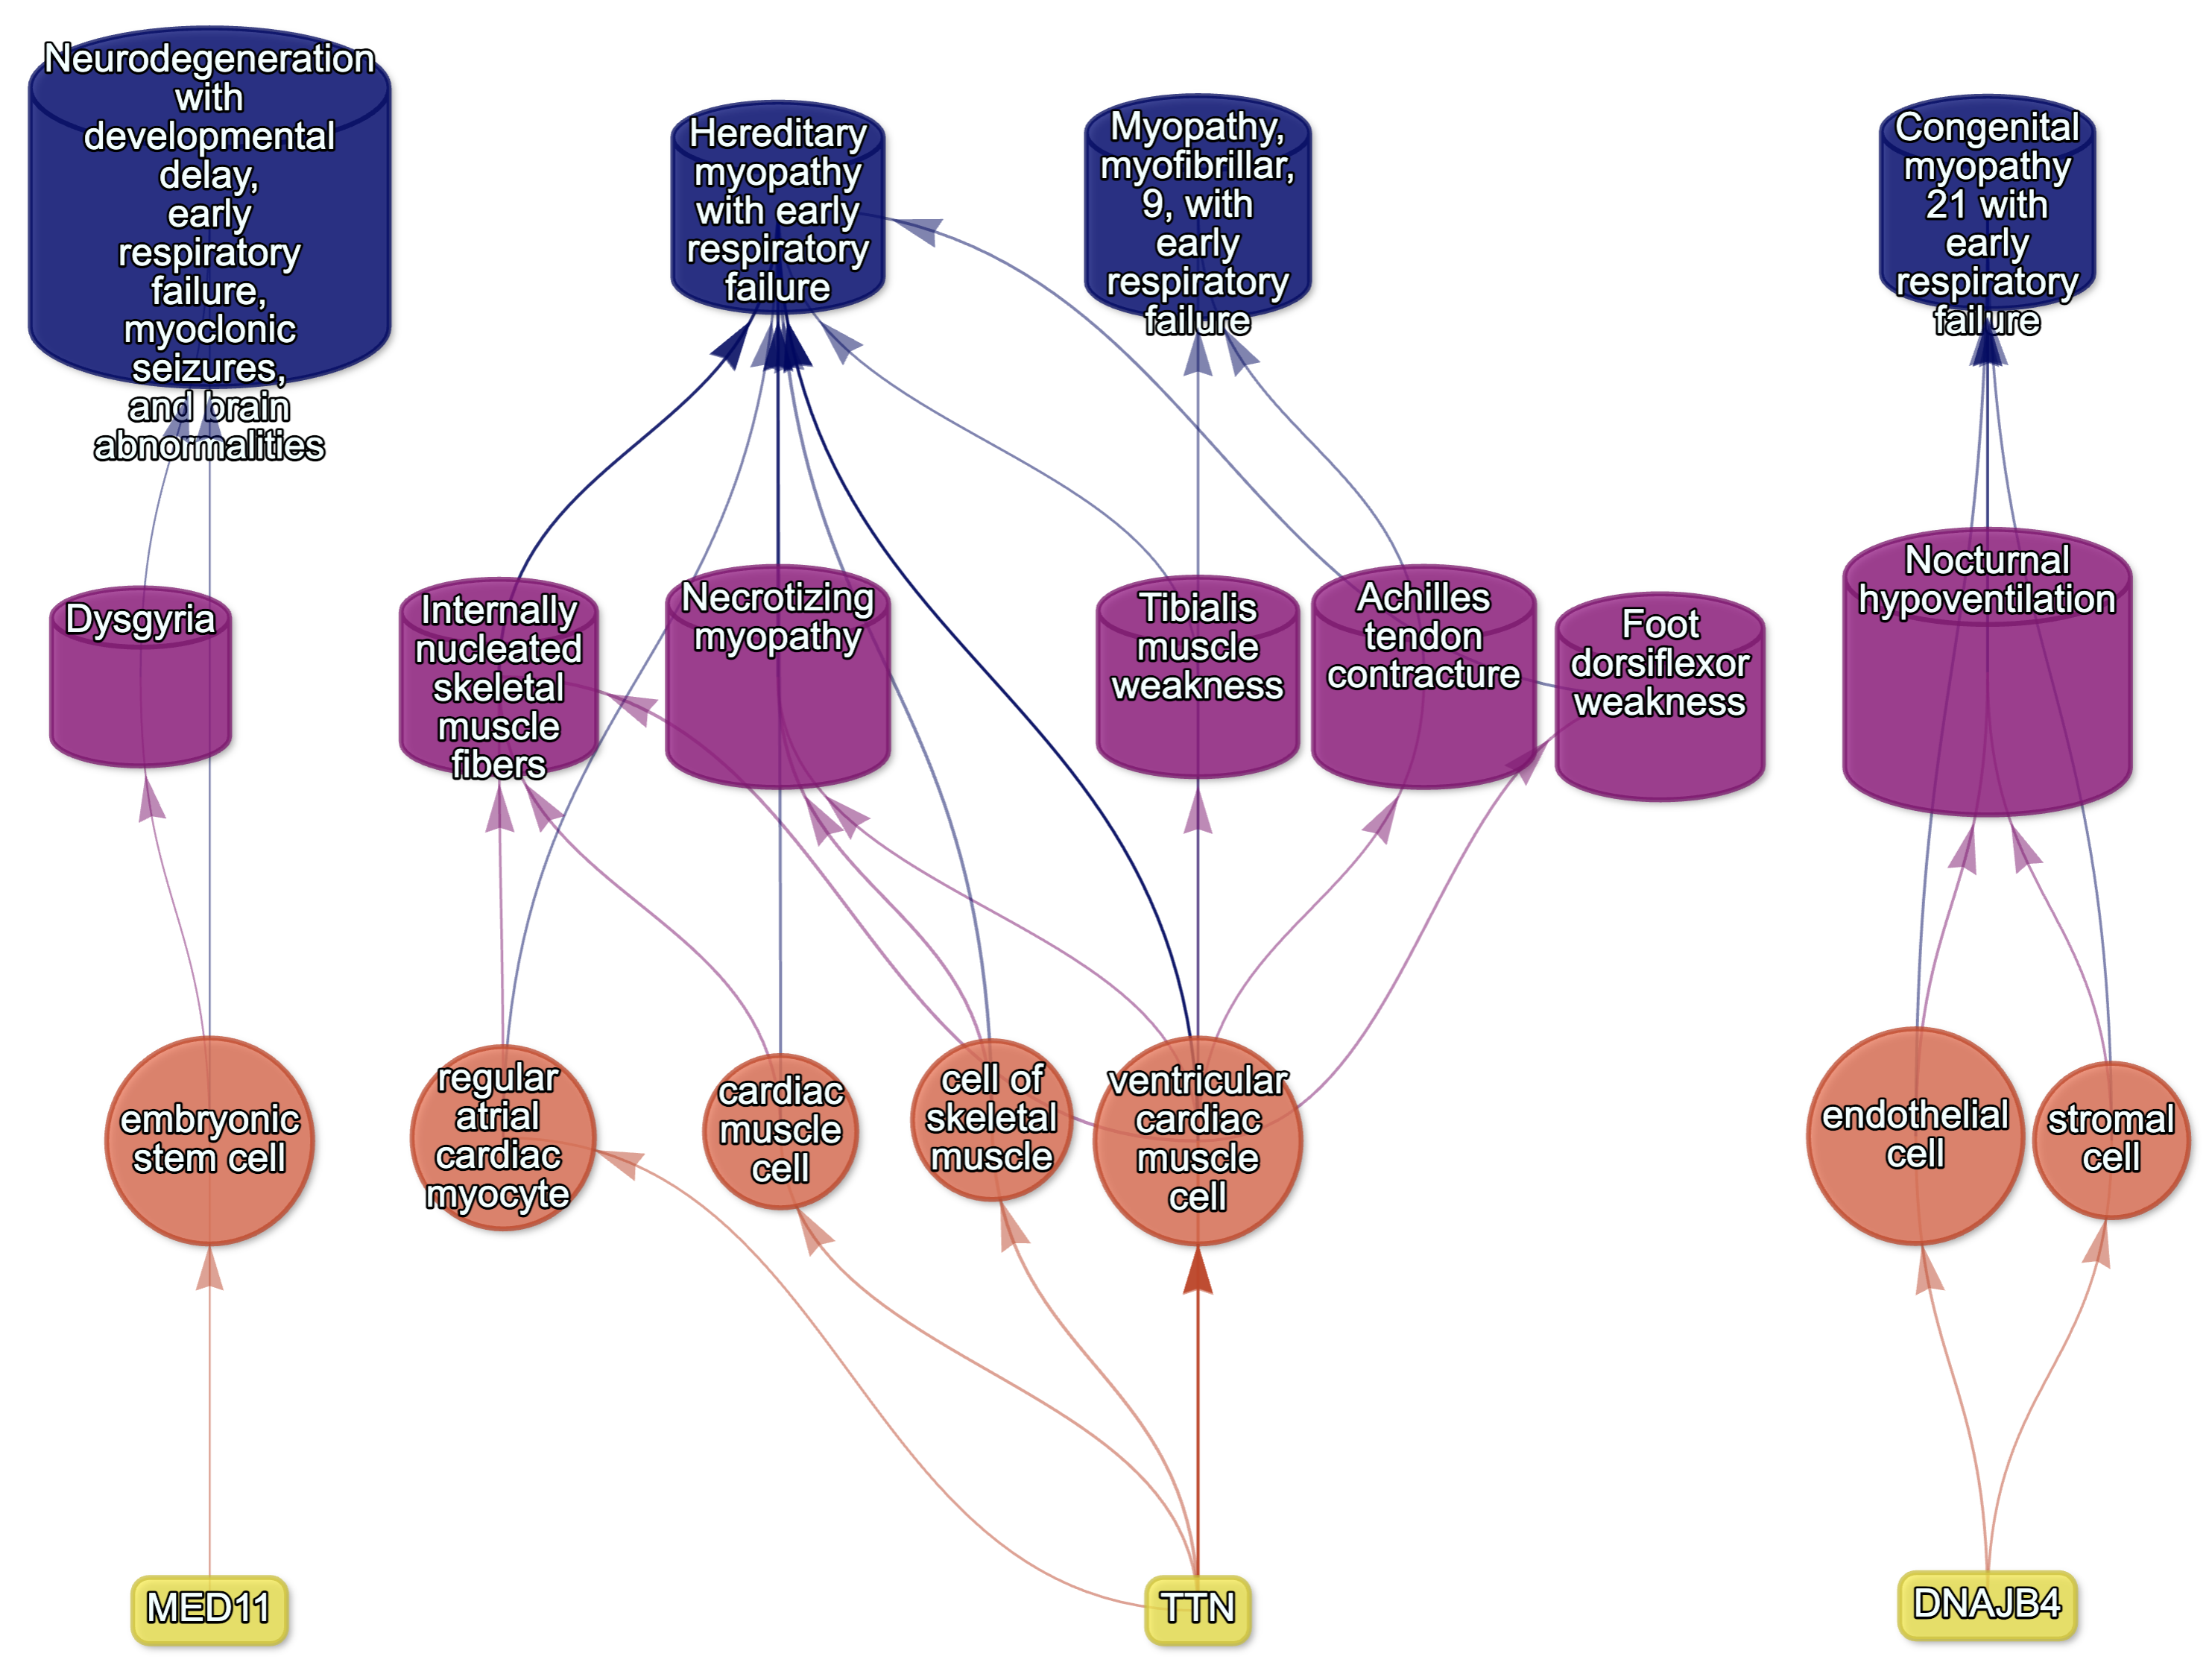 Neurodegeneration
with
developmental
delay,
early
respiratory
failure,
myoclonic
seizures,
and brain
abnormalities
Hereditary
myopathy
with early
respiratory
failure
Myopathy,
myofibrillar,
9, with
early
respiratory
failure
Congenital
myopathy
21 with
early
respiratory
failure
Dysgyria
Internally
nucleated
skeletal
muscle
fibers
Necrotizing
myopathy
Tibialis
muscle
weakness
Achilles
tendon
contracture
Foot
dorsiflexor
weakness
Nocturnal
hypoventilation
embryonic
stem cell
regular
atrial
cardiac
myocyte
cardiac
muscle
cell
cell of
skeletal
muscle
ventricular
cardiac
muscle
cell
endothelial
cell
stromal
cell
MED11
TTN
DNAJB4